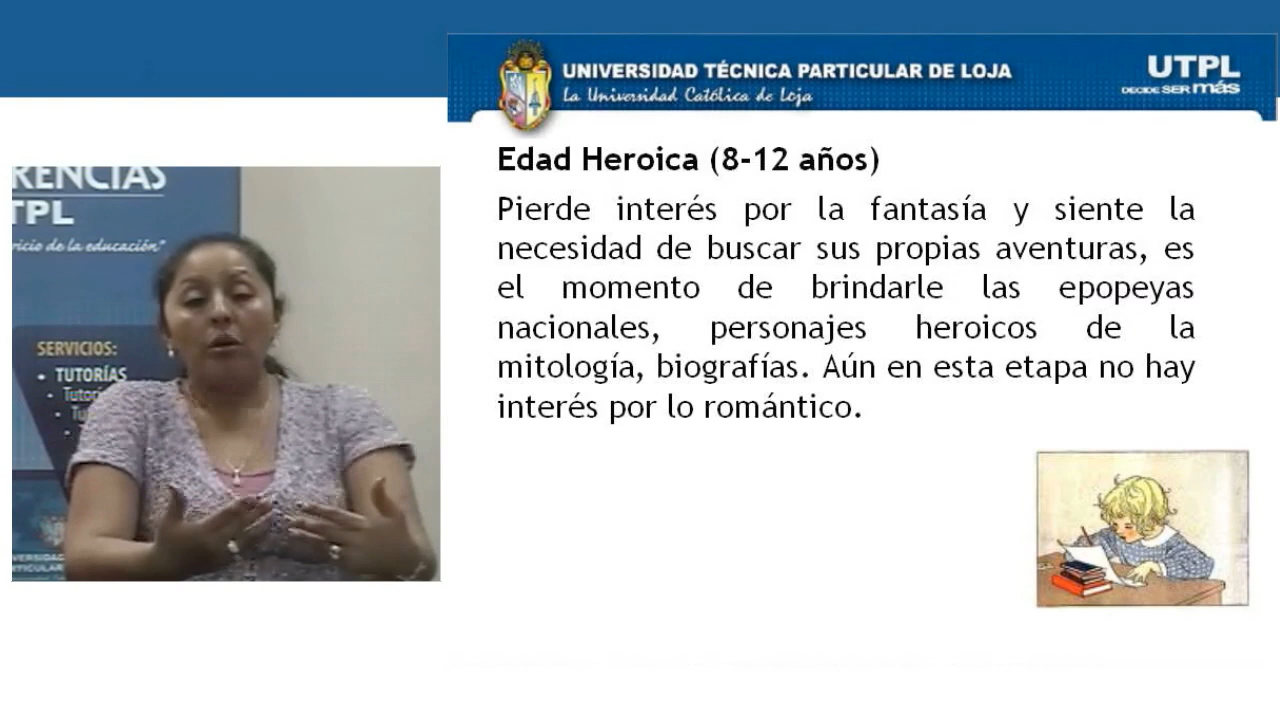 UNIVERSIDAD TÉCNICA PARTICULAR DE LOJA
La Universidad Católica de Loja
UTPL
DECIDE SER más
Edad Heroica (8-12 años)
Pierde interés por la fantasía y siente la
necesidad de buscar sus propias aventuras, es
el momento de brindarle las epopeyas
nacionales, personajes heroicos de la
mitología, biografías. Aún en esta etapa no hay
interés por lo romántico.
RENCIAS
TPL
ricio de la educación"
SERVICIOS:
• TUTORÍAS